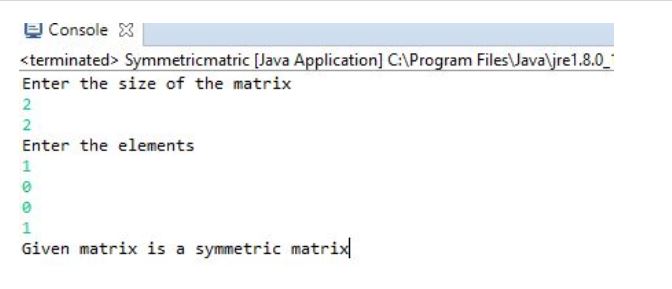 Console
<terminated> Symmetricmatric [Java Application] C:\Program Files\Java\jre1.8.0_
Enter the size of the matrix
2
2
Enter the elements
1
0
0
1
Given matrix is a symmetric matrix